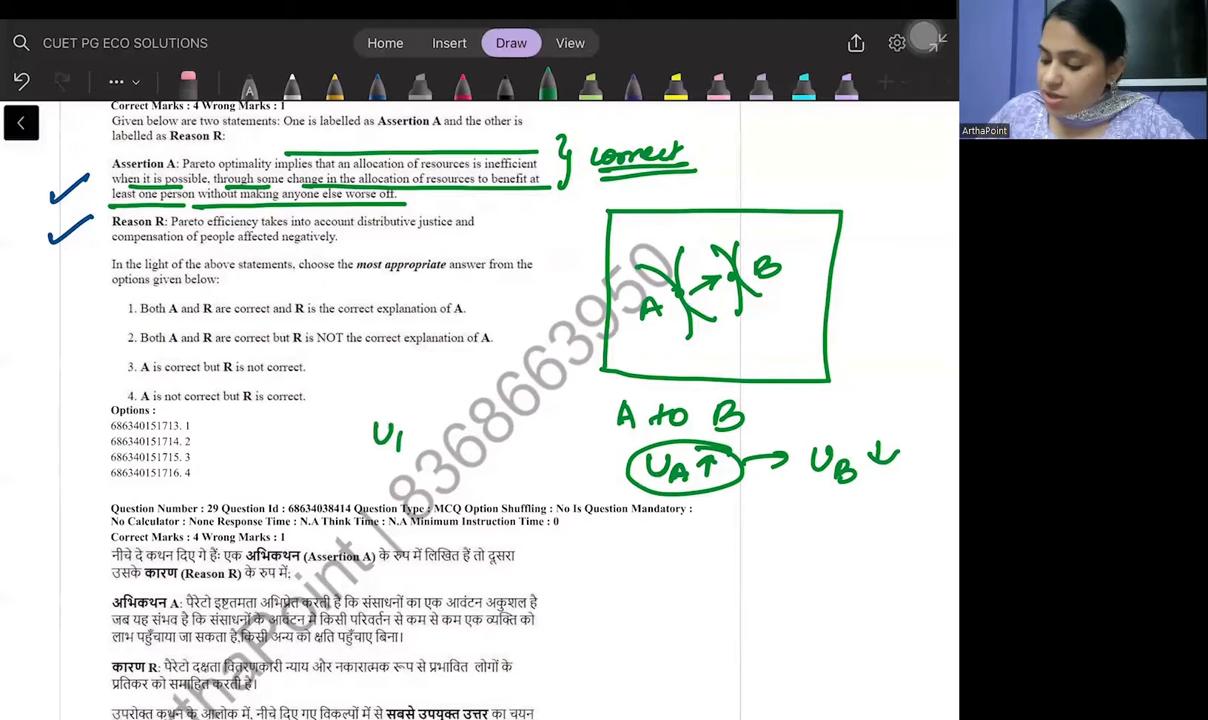 CUET PG ECO SOLUTIONS
Home Insert Draw View
A
ArthaPoint
Correct Marks : 4 Wrong Marks : 1
Given below are two statements: One is labelled as Assertion A and the other is
labelled as Reason R:
Assertion A: Pareto optimality implies that an allocation of resources is inefficient
when it is possible, through some change in the allocation of resources to benefit at
least one person without making anyone else worse off.
} correct
Reason R: Pareto efficiency takes into account distributive justice and
compensation of people affected negatively.
In the light of the above statements, choose the most appropriate answer from the
options given below:
1. Both A and R are correct and R is the correct explanation of A.
2. Both A and R are correct but R is NOT the correct explanation of A.
3. A is correct but R is not correct.
4. A is not correct but R is correct.
A B
A to B
UA ↑ → UB ↓
U1
Options :
686340151713. 1
686340151714. 2
686340151715. 3
686340151716. 4
Question Number : 29 Question Id : 68634038414 Question Type : MCQ Option Shuffling : No Is Question Mandatory :
No Calculator : None Response Time : N.A Think Time : N.A Minimum Instruction Time : 0
Correct Marks : 4 Wrong Marks : 1
नीचे दे कथन दिए गे हैं: एक अभिकथन (Assertion A) के रुप में लिखित हैं तो दूसरा
उसके कारण (Reason R) के रुप में;
अभिकथन A: पैरेटो इष्टतमता अभिप्रेत करती है कि संसाधनों का एक आवंटन अकुशल है
जब यह संभव है कि संसाधनों के आवंटन में किसी परिवर्तन से कम से कम एक व्यक्ति को
लाभ पहुँचाया जा सकता है,किसी अन्य को क्षति पहुँचाए बिना।
कारण R: पैरेटो दक्षता वितरणकारी न्याय और नकारात्मक रूप से प्रभावित लोगों के
प्रतिकर को समाहित करती है।
उपरोक्त कथन के आलोक में, नीचे दिए गए विकल्पों में से सबसे उपयुक्त उत्तर का चयन
thaPoint | 8368663950